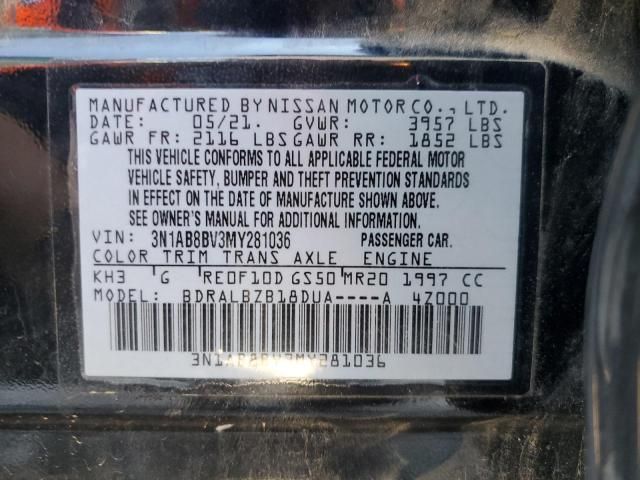 MANUFACTURED BY NISSAN MOTOR CO., LTD.
DATE: 05/21. GVWR: 3957 LBS
GAWR FR: 2116 LBS GAWR RR: 1852 LBS
THIS VEHICLE CONFORMS TO ALL APPLICABLE FEDERAL MOTOR
VEHICLE SAFETY, BUMPER AND THEFT PREVENTION STANDARDS
IN EFFECT ON THE DATE OF MANUFACTURE SHOWN ABOVE.
SEE OWNER'S MANUAL FOR ADDITIONAL INFORMATION.
VIN: 3N1AB8BV3MY281036 PASSENGER CAR.
COLOR TRIM TRANS AXLE ENGINE
KH3 'G RE0F10D GS50 MR20 1997 CC
MODEL: BDRALBZB18DUA----A 4Z000
3N1AB8BV3MY281036